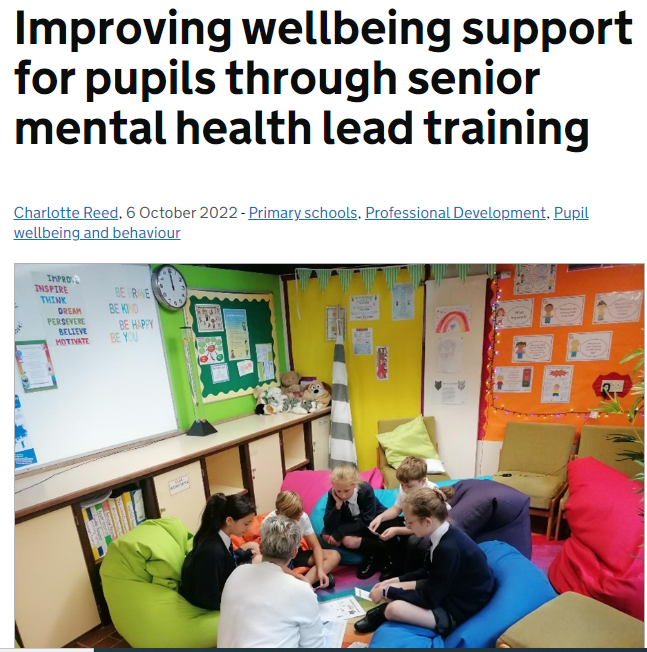 Improving wellbeing support
for pupils through senior
mental health lead training
Charlotte Reed, 6 October 2022 - Primary schools, Professional Development, Pupil
wellbeing and behaviour
IMPROVE
INSPIRE
THINK
DREAM
PERSEVERE
BELIEVE
MOTIVATE
BE BRAVE
BE KIND
BE HAPPY
BE YOU